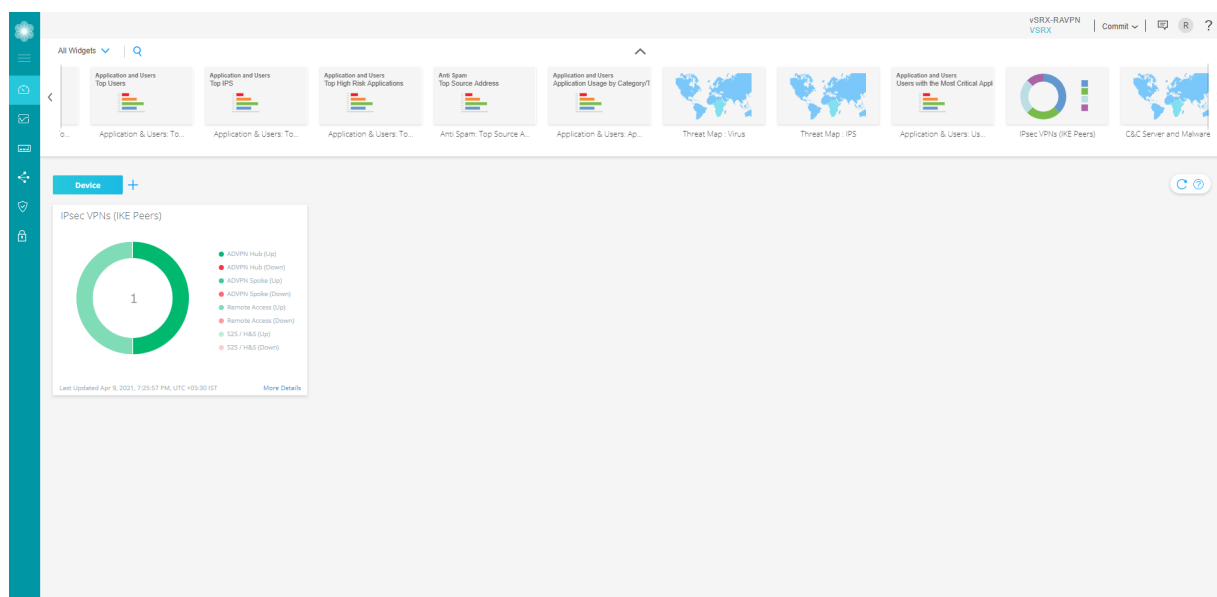 vSRX-RAVPN
VSRX
Commit
R
?
All Widgets
Application and Users
Top Users
Application and Users
Top IPS
Application and Users
Top High Risk Applications
Anti Spam
Top Source Address
Application and Users
Application Usage by Category/T
Application and Users
Users with the Most Critical Appl
o...
Application & Users: To...
Application & Users: To...
Application & Users: To...
Anti Spam: Top Source A...
Application & Users: Ap...
Threat Map : Virus
Threat Map : IPS
Application & Users: Us...
IPsec VPNs (IKE Peers)
C&C Server and Malware
Device
IPsec VPNs (IKE Peers)
1
ADVPN Hub (Up)
ADVPN Hub (Down)
ADVPN Spoke (Up)
ADVPN Spoke (Down)
Remote Access (Up)
Remote Access (Down)
S2S / H&S (Up)
S2S / H&S (Down)
Last Updated Apr 9, 2021, 7:25:57 PM, UTC +05:30 IST
More Details